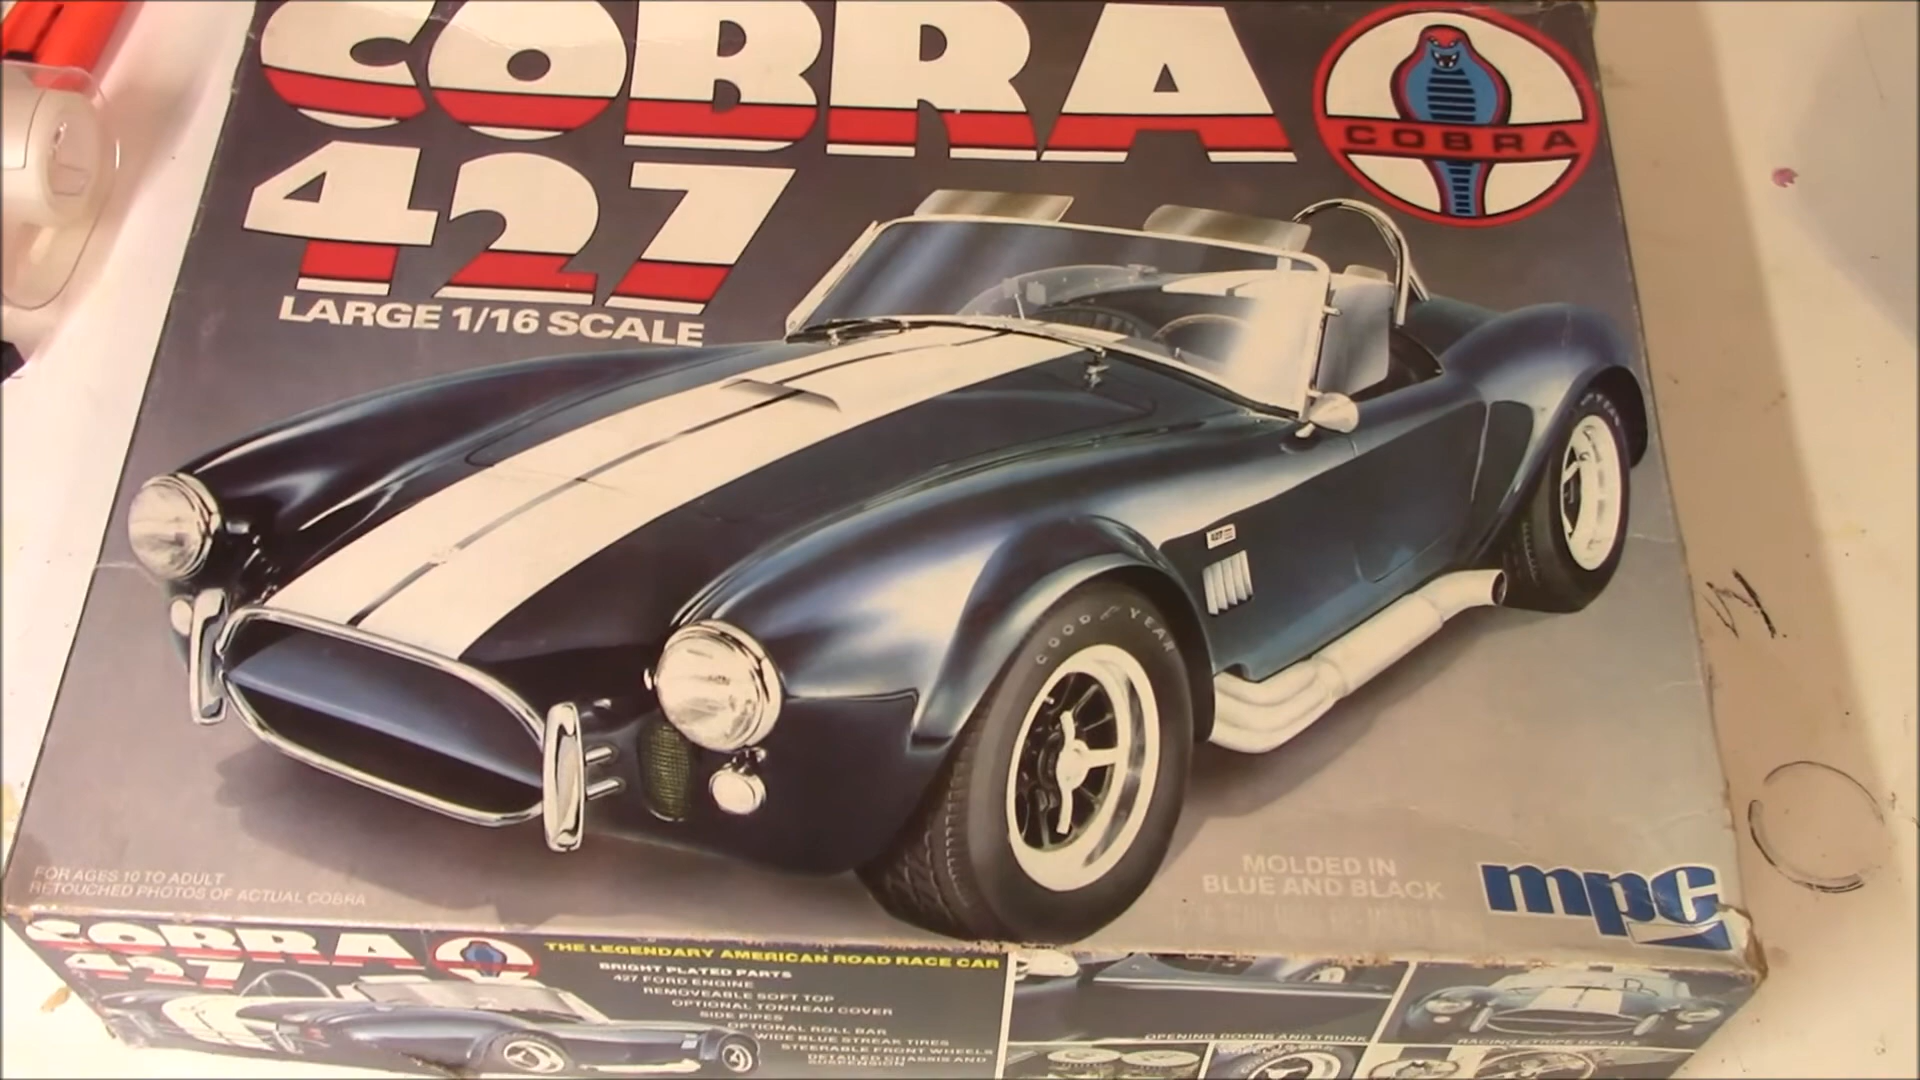 COBRA
427
LARGE 1/16 SCALE
COBRA
427
GOODYEAR
YEAR
FOR AGES 10 TO ADULT
RETOUCHED PHOTOS OF ACTUAL COBRA
MOLDED IN
BLUE AND BLACK
mpc
COBRA
427
THE LEGENDARY AMERICAN ROAD RACE CAR
BRIGHT PLATED PARTS
427 FORD ENGINE
REMOVEABLE SOFT TOP
OPTIONAL TONNEAU COVER
SIDE PIPES
OPTIONAL ROLL BAR
WIDE BLUE STREAK TIRES
STEERABLE FRONT WHEELS
DETAILED CHASSIS AND
SUSPENSION
OPENING DOORS AND TRUNK
RACING STRIPE DECALS